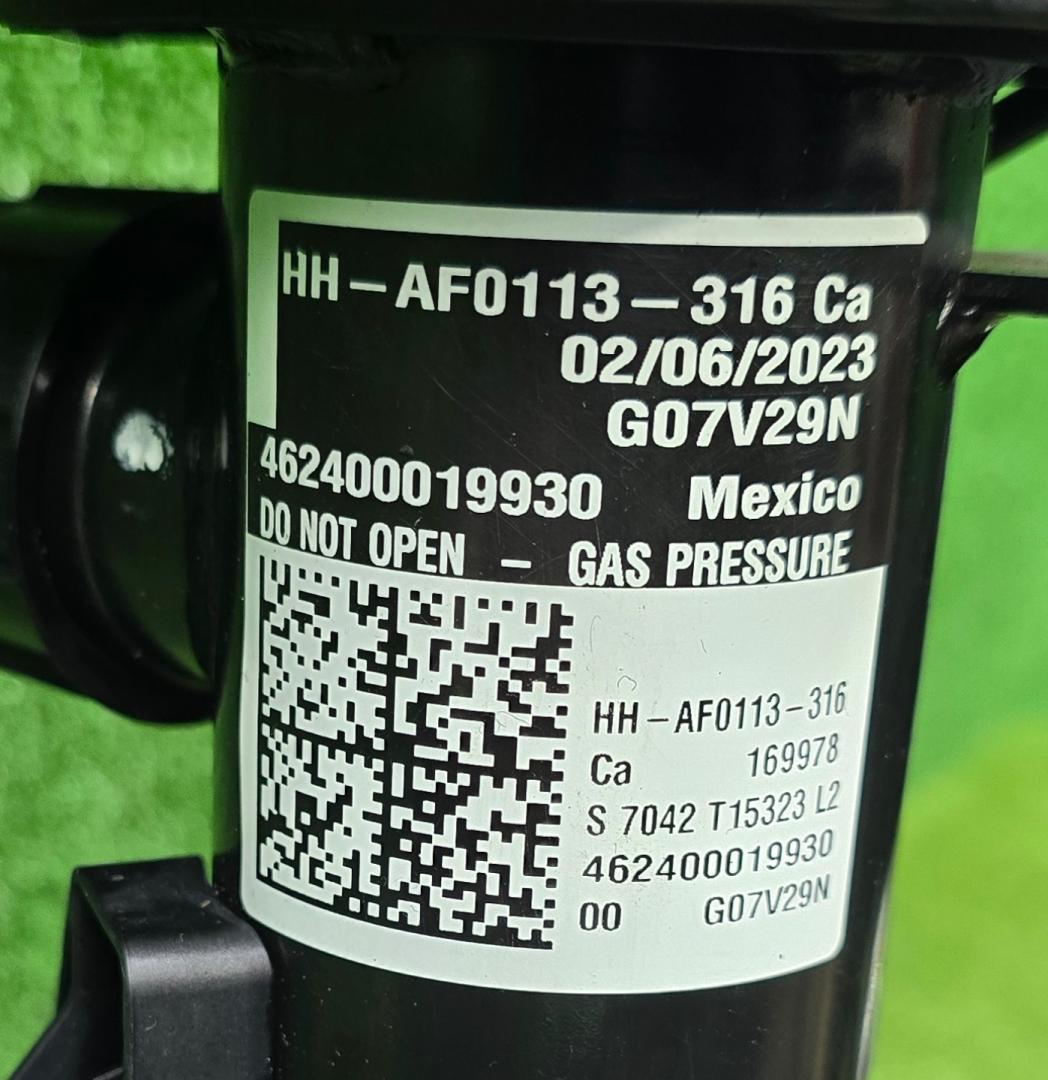 HH-AF0113-316 Ca
02/06/2023
G07V29N
462400019930 Mexico
DO NOT OPEN - GAS PRESSURE
HH-AF0113-316
Ca 169978
S 7042 T15323 L2
462400019930
00 G07V29N